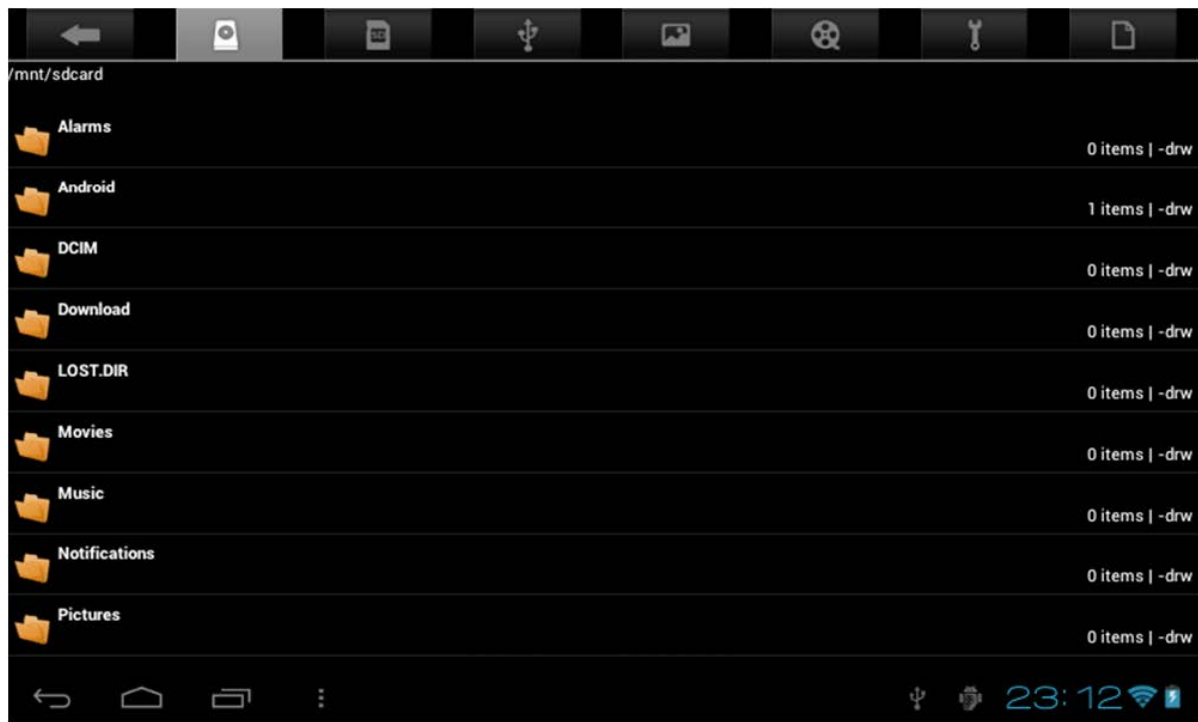 /mnt/sdcard
Alarms
0 items | -drw
Android
1 items | -drw
DCIM
0 items | -drw
Download
0 items | -drw
LOST.DIR
0 items | -drw
Movies
0 items | -drw
Music
0 items | -drw
Notifications
0 items | -drw
Pictures
0 items | -drw
23:12